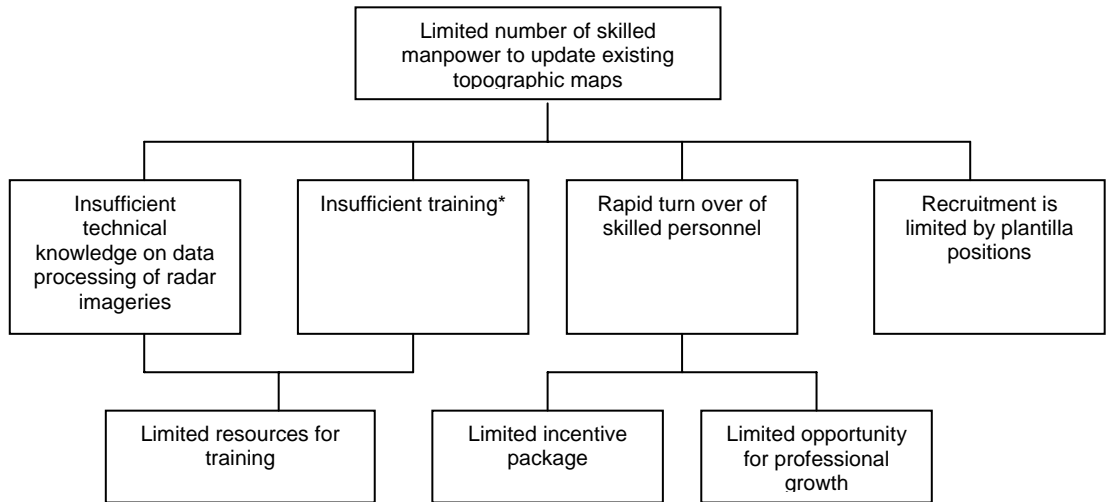 Limited number of skilled
manpower to update existing
topographic maps
Insufficient
technical
knowledge on data
processing of radar
imageries
Insufficient training*
Rapid turn over of
skilled personnel
Recruitment is
limited by plantilla
positions
Limited resources for
training
Limited incentive
package
Limited opportunity
for professional
growth